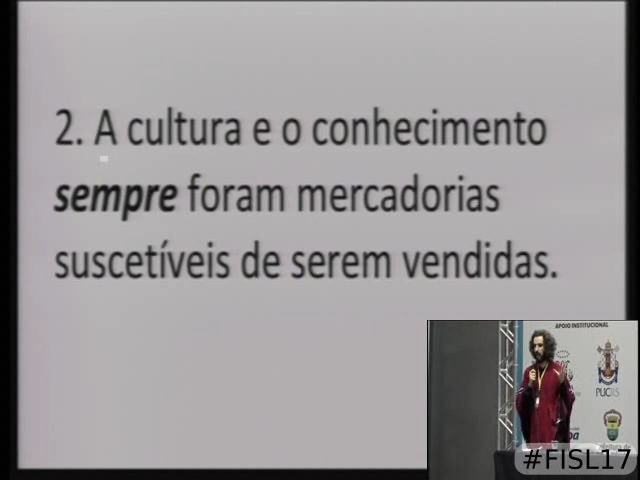 2. A cultura e o conhecimento
sempre foram mercadorias
suscetíveis de serem vendidas.
APOIO INSTITUCIONAL
PUCRS
#FISL17